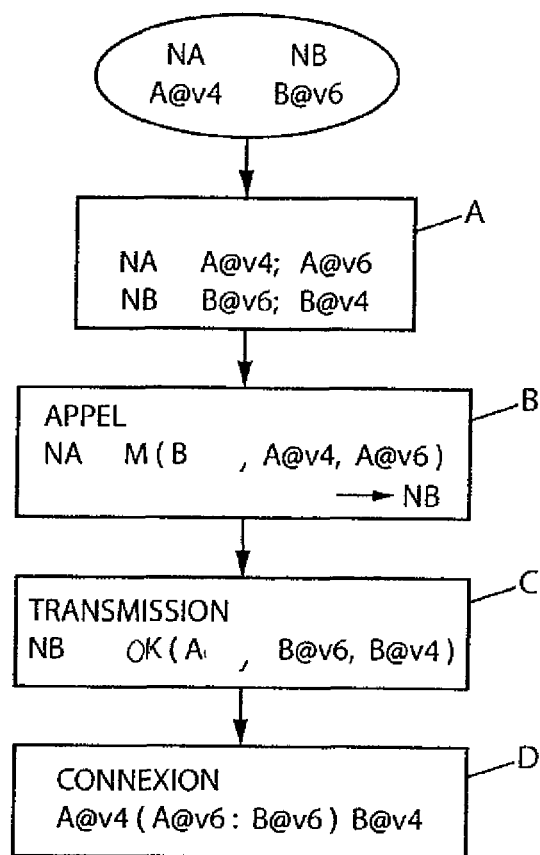 NA NB
A@v4 B@v6
A
NA A@v4; A@v6
NB B@v6; B@v4
B
APPEL
NA M ( B , A@v4, A@v6 )
→ NB
C
TRANSMISSION
NB OK ( A , B@v6, B@v4 )
D
CONNEXION
A@v4 ( A@v6 : B@v6 ) B@v4